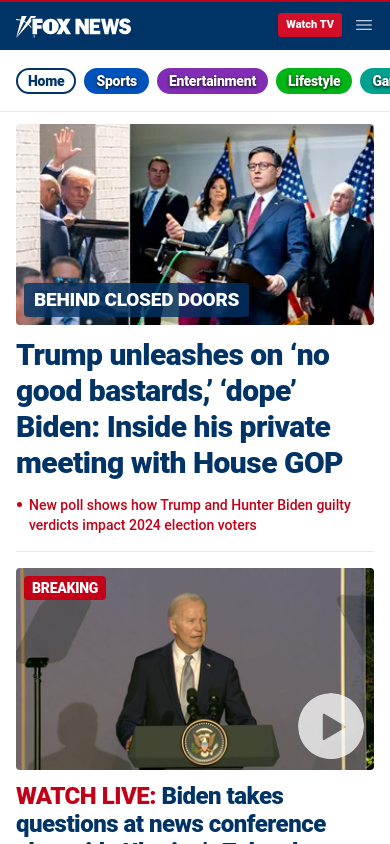 FOX NEWS
Watch TV
Home
Sports
Entertainment
Lifestyle
BEHIND CLOSED DOORS
Trump unleashes on ‘no
good bastards,’ ‘dope’
Biden: Inside his private
meeting with House GOP
• New poll shows how Trump and Hunter Biden guilty
verdicts impact 2024 election voters
BREAKING
WATCH LIVE: Biden takes
questions at news conference